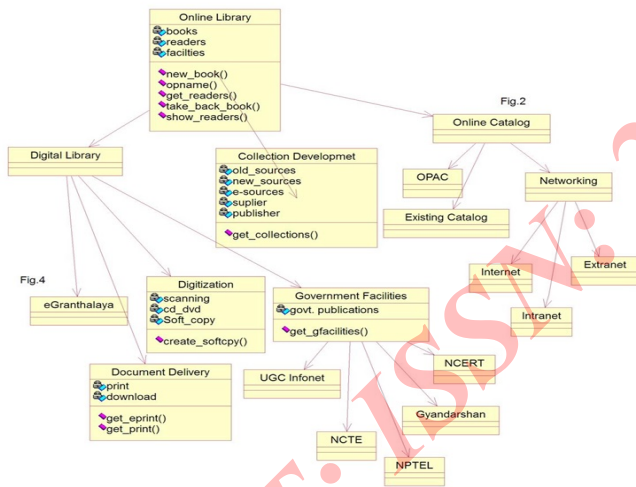 Online Library
books
readers
facilties
new_book()
opname()
get_readers()
take_back_book()
show_readers()
Fig.2
Online Catalog
Digital Library
Collection Developmet
old_sources
new_sources
e-sources
suplier
publisher
get_collections()
OPAC
Networking
Existing Catalog
Internet
Extranet
Intranet
Fig.4
eGranthalaya
Digitization
scanning
cd_dvd
Soft_copy
create_softcpy()
Government Facilities
govt. publications
get_gfacilities()
Document Delivery
print
download
get_eprint()
get_print()
UGC Infonet
NCERT
Gyandarshan
NCTE
NPTEL
ISSN: